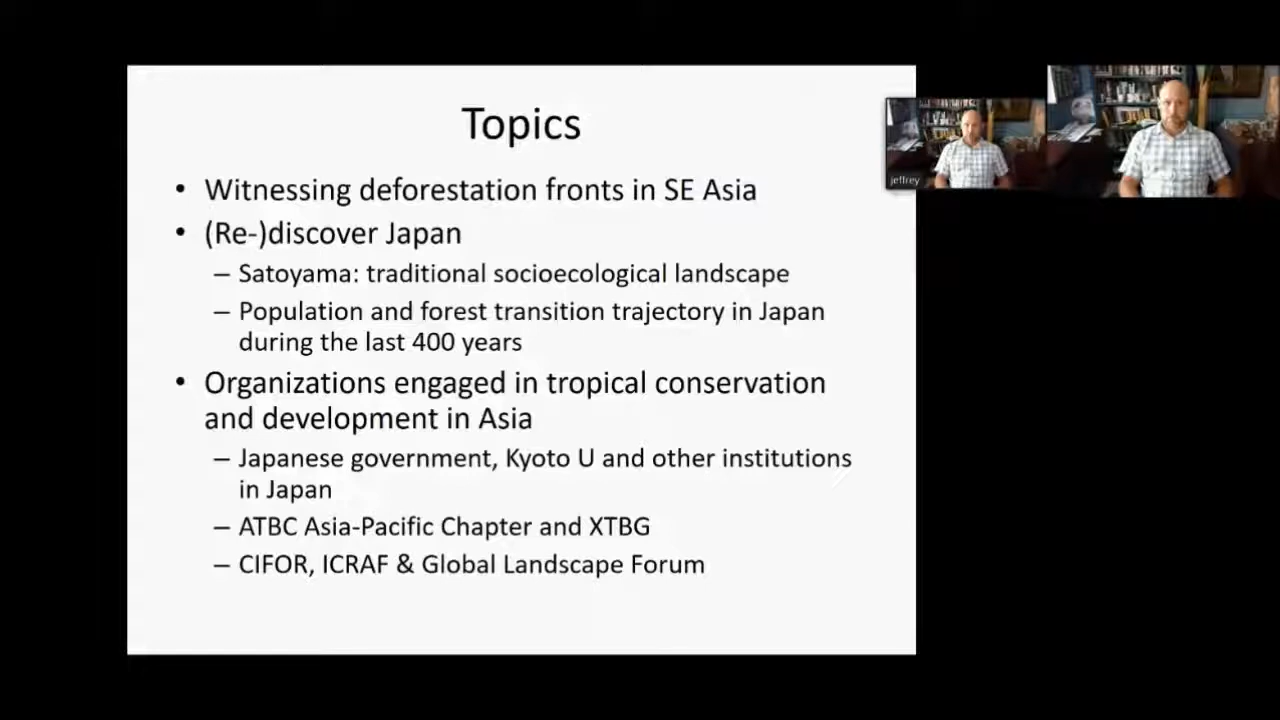 Topics
• Witnessing deforestation fronts in SE Asia
• (Re-)discover Japan
– Satoyama: traditional socioecological landscape
– Population and forest transition trajectory in Japan
during the last 400 years
• Organizations engaged in tropical conservation
and development in Asia
– Japanese government, Kyoto U and other institutions
in Japan
– ATBC Asia-Pacific Chapter and XTBG
– CIFOR, ICRAF & Global Landscape Forum
jeffrey